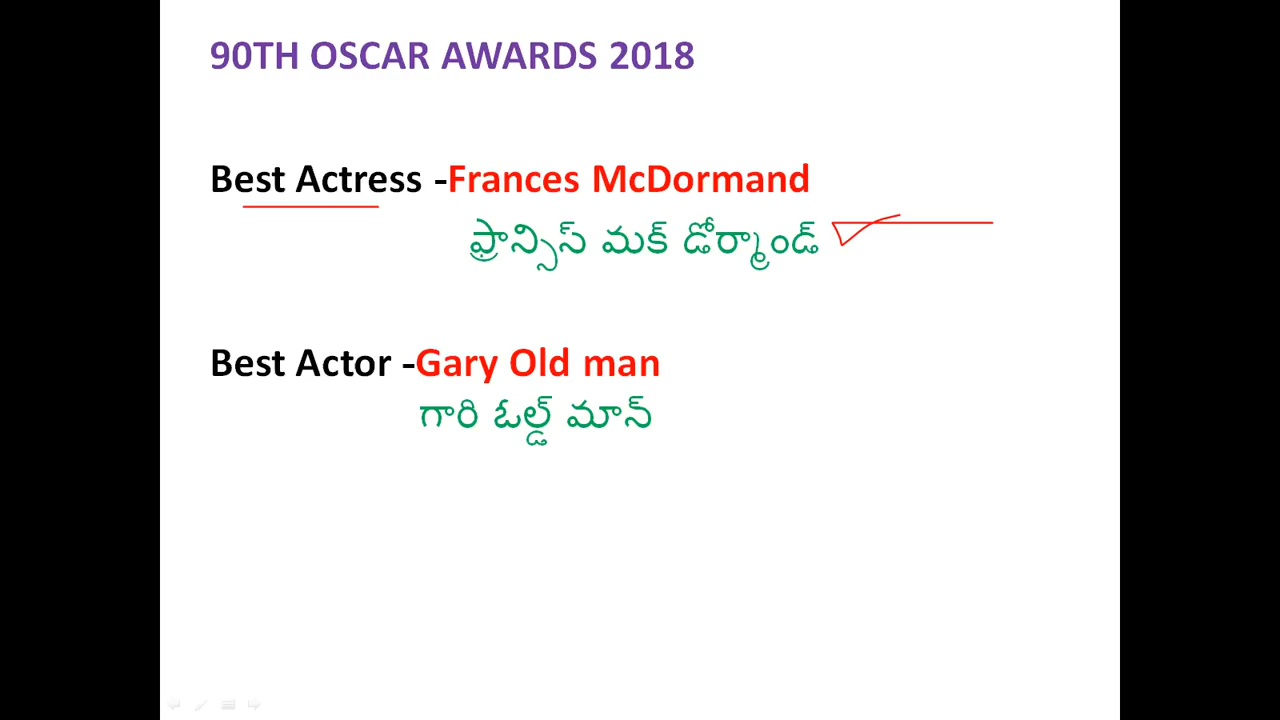 90TH OSCAR AWARDS 2018
Best Actress -Frances McDormand
ఫ్రాన్సిస్ మక్ డోర్మాండ్
Best Actor -Gary Old man
గారి ఓల్డ్ మాన్